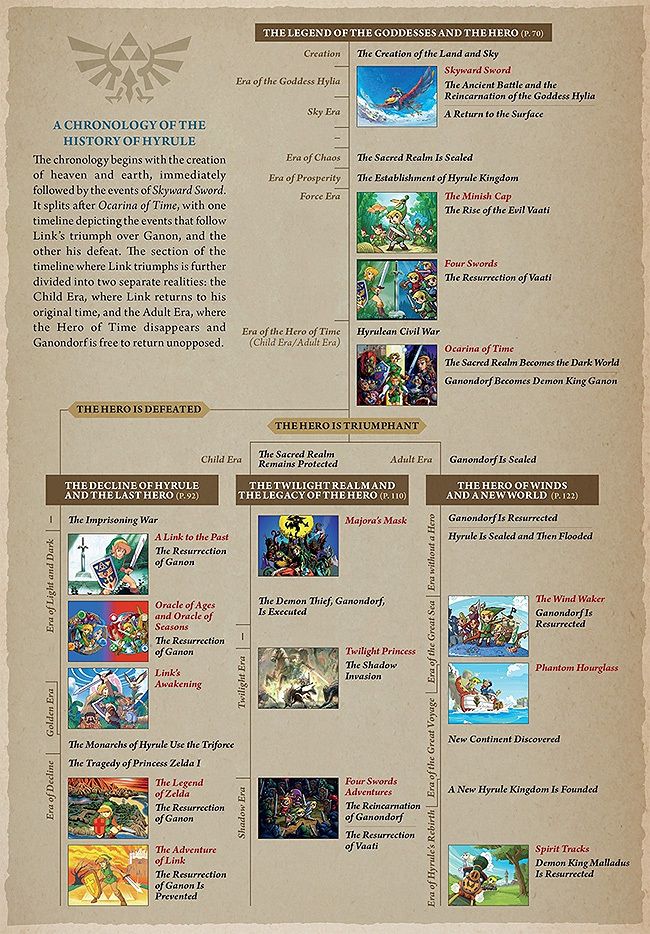 THE LEGEND OF THE GODDESSES AND THE HERO (P. 70)
Creation
The Creation of the Land and Sky
Era of the Goddess Hylia
Skyward Sword
The Ancient Battle and the
Reincarnation of the Goddess Hylia
Sky Era
A Return to the Surface
A CHRONOLOGY OF THE
HISTORY OF HYRULE
The chronology begins with the creation
of heaven and earth, immediately
followed by the events of Skyward Sword.
It splits after Ocarina of Time, with one
timeline depicting the events that follow
Link's triumph over Ganon, and the
other his defeat. The section of the
timeline where Link triumphs is further
divided into two separate realities: the
Child Era, where Link returns to his
original time, and the Adult Era, where
the Hero of Time disappears and
Ganondorf is free to return unopposed.
Era of Chaos
The Sacred Realm Is Sealed
Era of Prosperity
The Establishment of Hyrule Kingdom
Force Era
The Minish Cap
The Rise of the Evil Vaati
Four Swords
The Resurrection of Vaati
Era of the Hero of Time
(Child Era/Adult Era)
Hyrulean Civil War
Ocarina of Time
The Sacred Realm Becomes the Dark World
Ganondorf Becomes Demon King Ganon
THE HERO IS DEFEATED
THE HERO IS TRIUMPHANT
Child Era
The Sacred Realm
Remains Protected
Adult Era
Ganondorf Is Sealed
THE DECLINE OF HYRULE
AND THE LAST HERO (P. 92)
The Imprisoning War
Era of Light and Dark
A Link to the Past
The Resurrection
of Ganon
Oracle of Ages
and Oracle of
Seasons
The Resurrection
of Ganon
Link's
Awakening
Golden Era
The Monarchs of Hyrule Use the Triforce
The Tragedy of Princess Zelda I
Era of Decline
The Legend
of Zelda
The Resurrection
of Ganon
The Adventure
of Link
The Resurrection
of Ganon Is
Prevented
THE TWILIGHT REALM AND
THE LEGACY OF THE HERO (P. 110)
Majora's Mask
The Demon Thief, Ganondorf,
Is Executed
Twilight Era
Twilight Princess
The Shadow
Invasion
Shadow Era
Four Swords
Adventures
The Reincarnation
of Ganondorf
The Resurrection
of Vaati
THE HERO OF WINDS
AND A NEW WORLD (P. 122)
Era without a Hero
Ganondorf Is Resurrected
Hyrule Is Sealed and Then Flooded
Era of the Great Sea
The Wind Waker
Ganondorf Is
Resurrected
Phantom Hourglass
Era of the Great Voyage
New Continent Discovered
A New Hyrule Kingdom Is Founded
Era of Hyrule's Rebirth
Spirit Tracks
Demon King Malladus
Is Resurrected